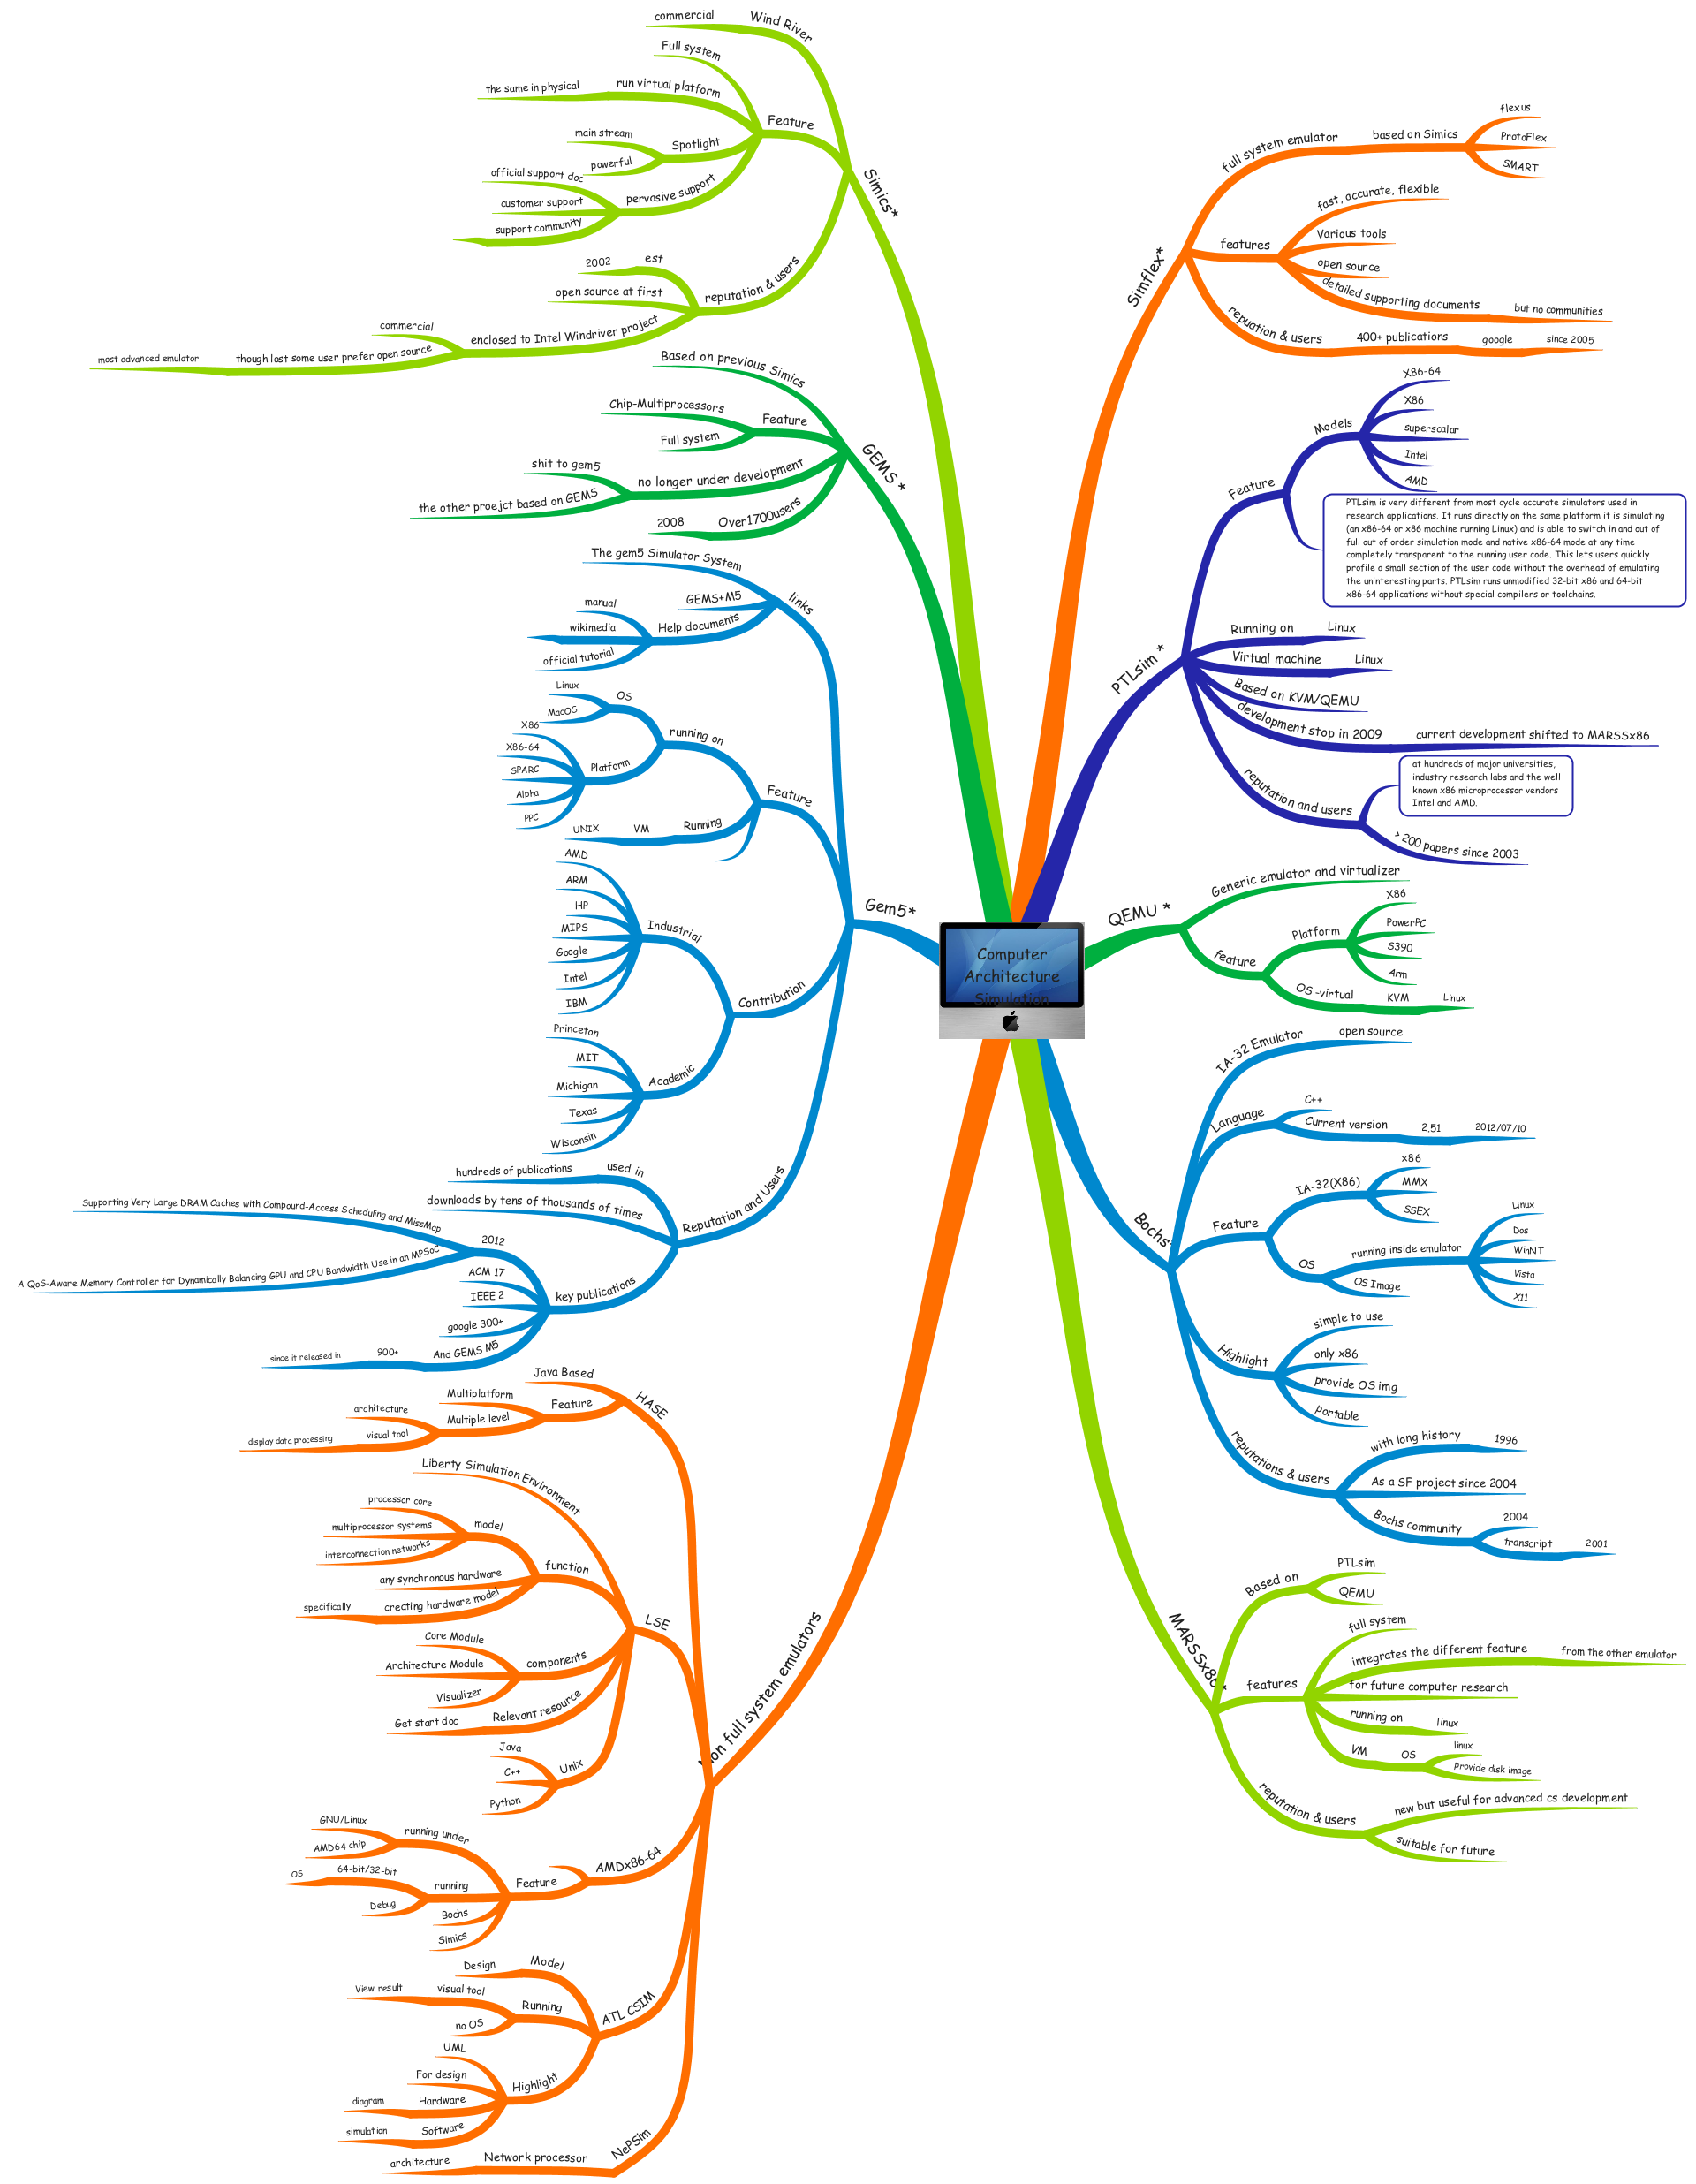 Computer
Architecture
Simulation
Simics*
Wind River
commercial
Feature
Full system
run virtual platform
the same in physical
Spotlight
main stream
powerful
pervasive support
official support doc
customer support
support community
reputation & users
est
2002
open source at first
enclosed to Intel Windriver project
commercial
though lost some user prefer open source
most advanced emulator
GEMS *
Based on previous Simics
Feature
Chip-Multiprocessors
Full system
no longer under development
shit to gem5
the other proejct based on GEMS
Over1700users
2008
Gem5*
links
The gem5 Simulator System
GEMS+M5
Help documents
manual
wikimedia
official tutorial
Feature
running on
OS
Linux
MacOS
Platform
X86
X86-64
SPARC
Alpha
PPC
Running
VM
UNIX
Contribution
Industrial
AMD
ARM
HP
MIPS
Google
Intel
IBM
Academic
Princeton
MIT
Michigan
Texas
Wisconsin
Reputation and Users
used in
hundreds of publications
downloads by tens of thousands of times
key publications
2012
Supporting Very Large DRAM Caches with Compound-Access Scheduling and MissMap
A QoS-Aware Memory Controller for Dynamically Balancing GPU and CPU Bandwidth Use in an MPSoC
ACM 17
IEEE 2
google 300+
And GEMS M5
900+
since it released in
Non full system emulators
HASE
Java Based
Feature
Multiplatform
Multiple level
architecture
visual tool
display data processing
LSE
Liberty Simulation Environment
function
model
processor core
multiprocessor systems
interconnection networks
any synchronous hardware
creating hardware model
specifically
components
Core Module
Architecture Module
Visualizer
Relevant resource
Get start doc
Unix
Java
C++
Python
AMDx86-64
Feature
running under
GNU/Linux
AMD64 chip
running
64-bit/32-bit
OS
Debug
Bochs
Simics
ATL CSIM
Model
Design
Running
visual tool
View result
no OS
Highlight
UML
For design
Hardware
diagram
Software
simulation
NePSim
Network processor
architecture
Simflex*
full system emulator
based on Simics
flexus
ProtoFlex
SMART
features
fast, accurate, flexible
Various tools
open source
detailed supporting documents
but no communities
repuation & users
400+ publications
google
since 2005
PTLsim *
Feature
Models
X86-64
X86
superscalar
Intel
AMD
PTLsim is very different from most cycle accurate simulators used in
research applications. It runs directly on the same platform it is simulating
(an x86-64 or x86 machine running Linux) and is able to switch in and out of
full out of order simulation mode and native x86-64 mode at any time
completely transparent to the running user code. This lets users quickly
profile a small section of the user code without the overhead of emulating
the uninteresting parts. PTLsim runs unmodified 32-bit x86 and 64-bit
x86-64 applications without special compilers or toolchains.
Running on
Linux
Virtual machine
Linux
Based on KVM/QEMU
development stop in 2009
current development shifted to MARSSx86
reputation and users
at hundreds of major universities,
industry research labs and the well
known x86 microprocessor vendors
Intel and AMD.
> 200 papers since 2003
QEMU *
Generic emulator and virtualizer
feature
Platform
X86
PowerPC
S390
Arm
OS -virtual
KVM
Linux
Bochs*
IA-32 Emulator
open source
Language
C++
Current version
2.51
2012/07/10
Feature
IA-32(X86)
x86
MMX
SSEX
OS
running inside emulator
Linux
Dos
WinNT
Vista
X11
OS Image
Highlight
simple to use
only x86
provide OS img
portable
reputations & users
with long history
1996
As a SF project since 2004
Bochs community
2004
transcript
2001
MARSSx86 *
Based on
PTLsim
QEMU
features
full system
integrates the different feature
from the other emulator
for future computer research
running on
linux
VM
OS
linux
Provide disk image
reputation & users
new but useful for advanced cs development
suitable for future